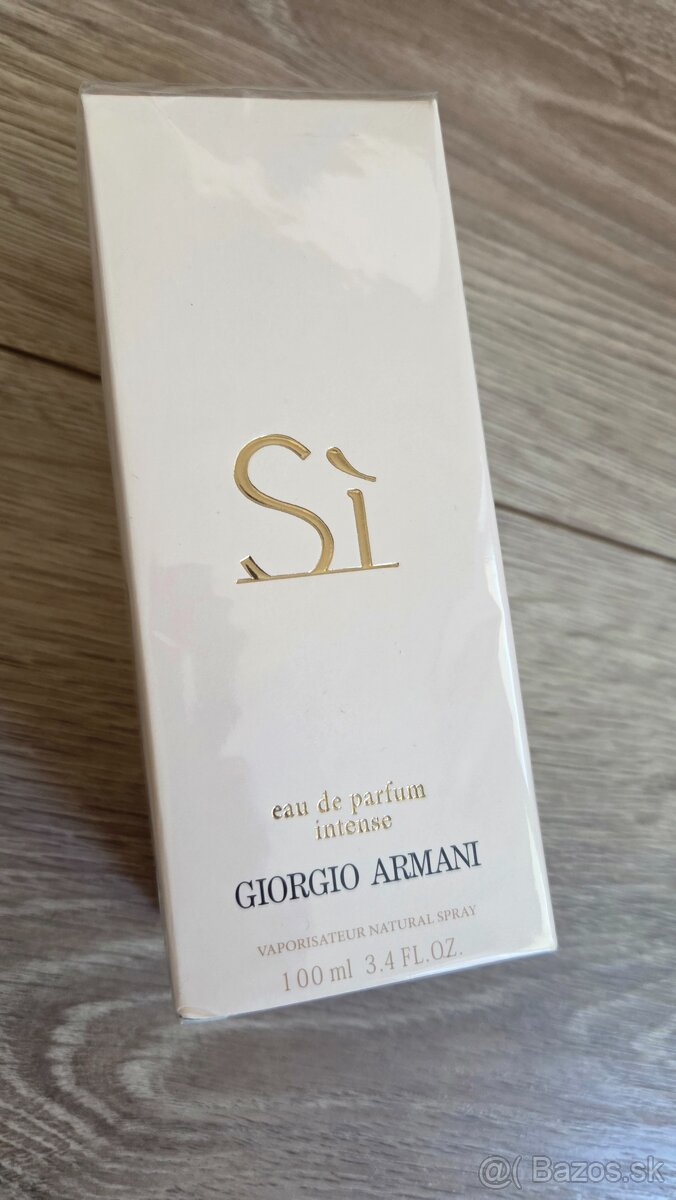 Sì
eau de parfum
intense
GIORGIO ARMANI
VAPORISATEUR NATURAL SPRAY
100 ml 3.4 FL.OZ.
@( Bazos.sk